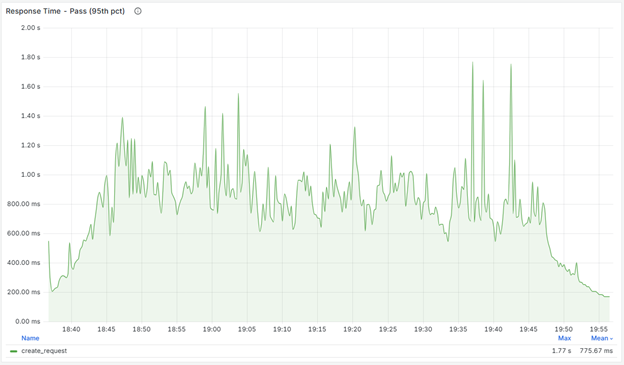 Response Time - Pass (95th pct)
2.00 s
1.80 s
1.60 s
1.40 s
1.20 s
1.00 s
800.00 ms
600.00 ms
400.00 ms
200.00 ms
0.00 ms
18:40 18:45 18:50 18:55 19:00 19:05 19:10 19:15 19:20 19:25 19:30 19:35 19:40 19:45 19:50 19:55
Name Max Mean
create_request 1.77 s 775.67 ms